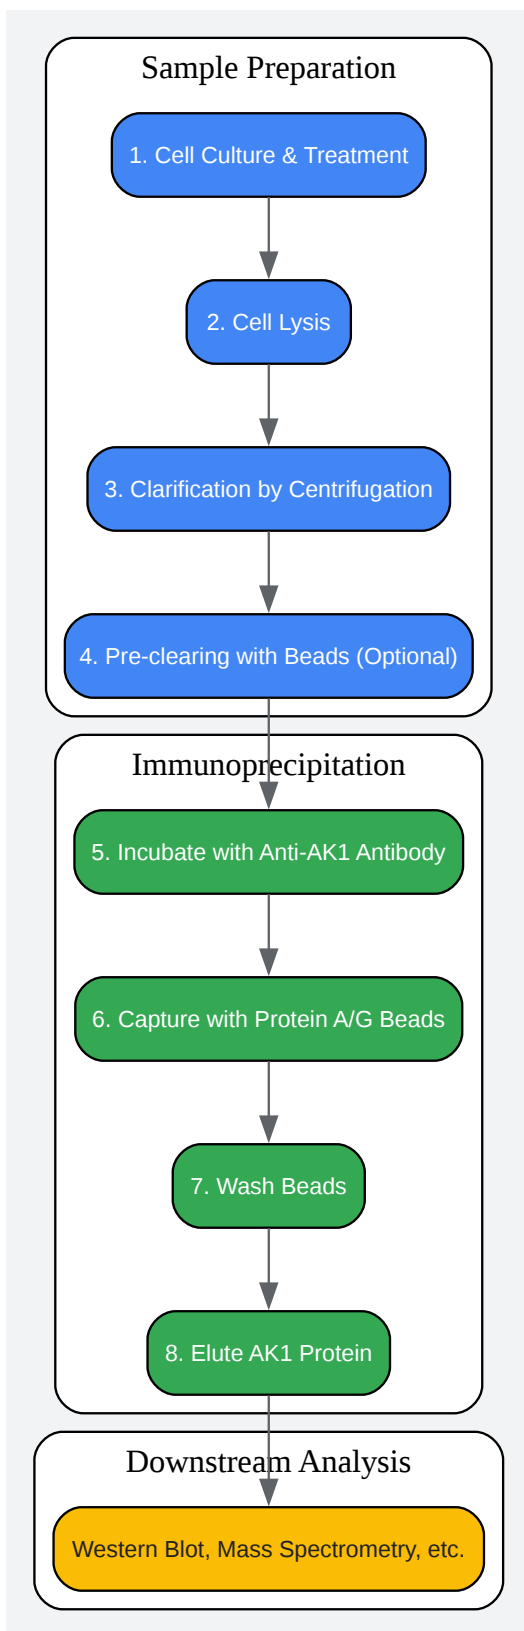 Sample Preparation
1. Cell Culture & Treatment
2. Cell Lysis
3. Clarification by Centrifugation
4. Pre-clearing with Beads (Optional)
Immunoprecipitation
5. Incubate with Anti-AK1 Antibody
6. Capture with Protein A/G Beads
7. Wash Beads
8. Elute AK1 Protein
Downstream Analysis
Western Blot, Mass Spectrometry, etc.